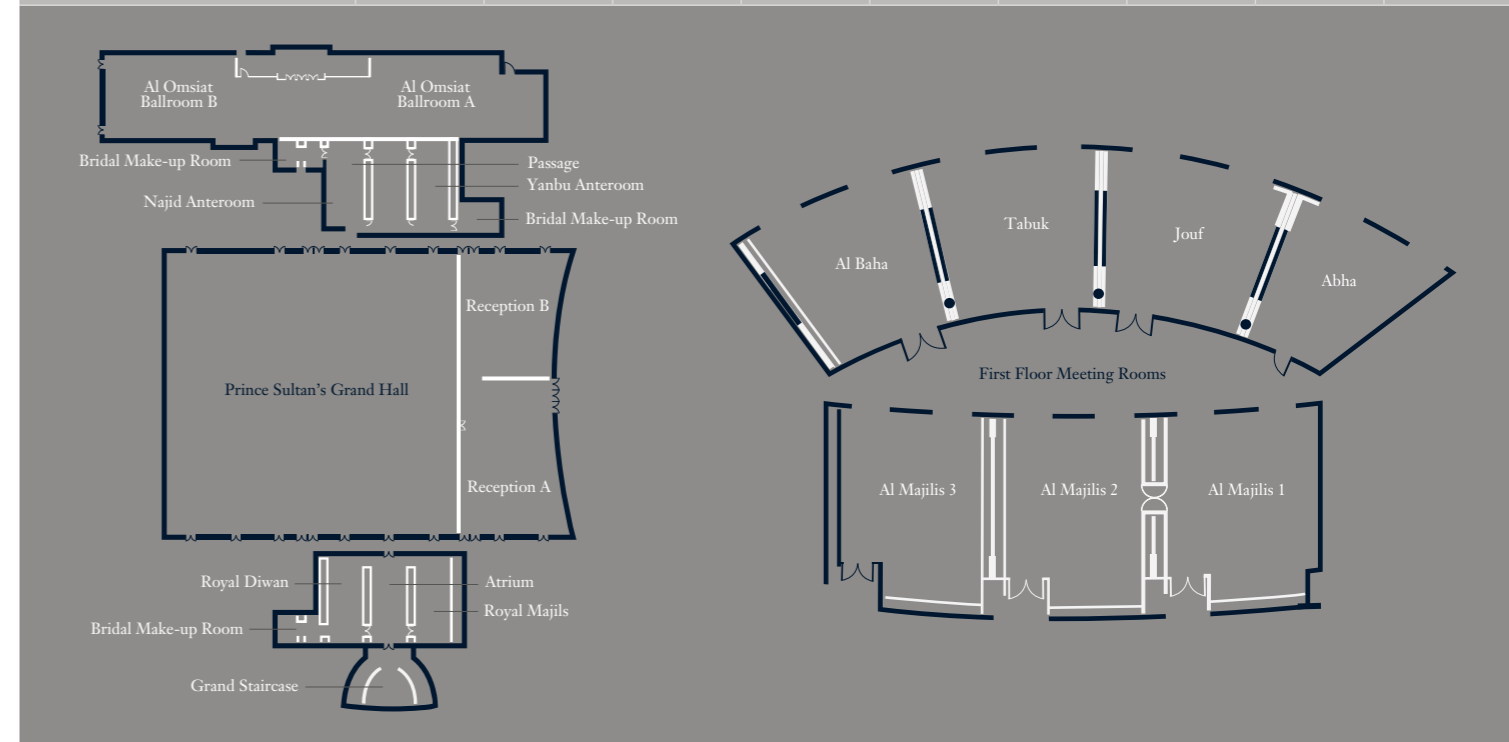 Al Omsiat
Ballroom B
Al Omsiat
Ballroom A
Bridal Make-up Room
Passage
Yanbu Anteroom
Najid Anteroom
Bridal Make-up Room
Reception B
Prince Sultan's Grand Hall
Reception A
Royal Diwan
Atrium
Royal Majils
Bridal Make-up Room
Grand Staircase
Al Baha
Tabuk
Jouf
Abha
First Floor Meeting Rooms
Al Majilis 3
Al Majilis 2
Al Majilis 1